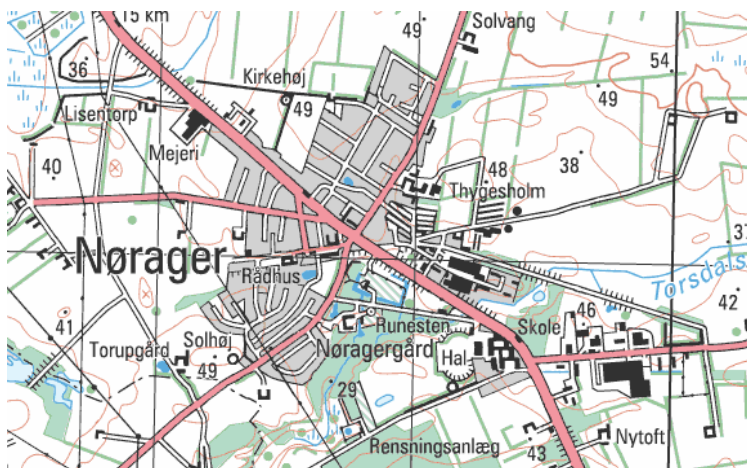 15 km
Solvang
49
36
54
Kirkehøj
49
49
Lisentorp
Mejeri
38
48
40
Thygesholm
37
Nørager
Rådhus
Torsdals
42
Runesten
46
41
Solhøj
Skole
Torupgård
Nøragergård
Hal
49
29
Rensningsanlæg
43
Nytoft